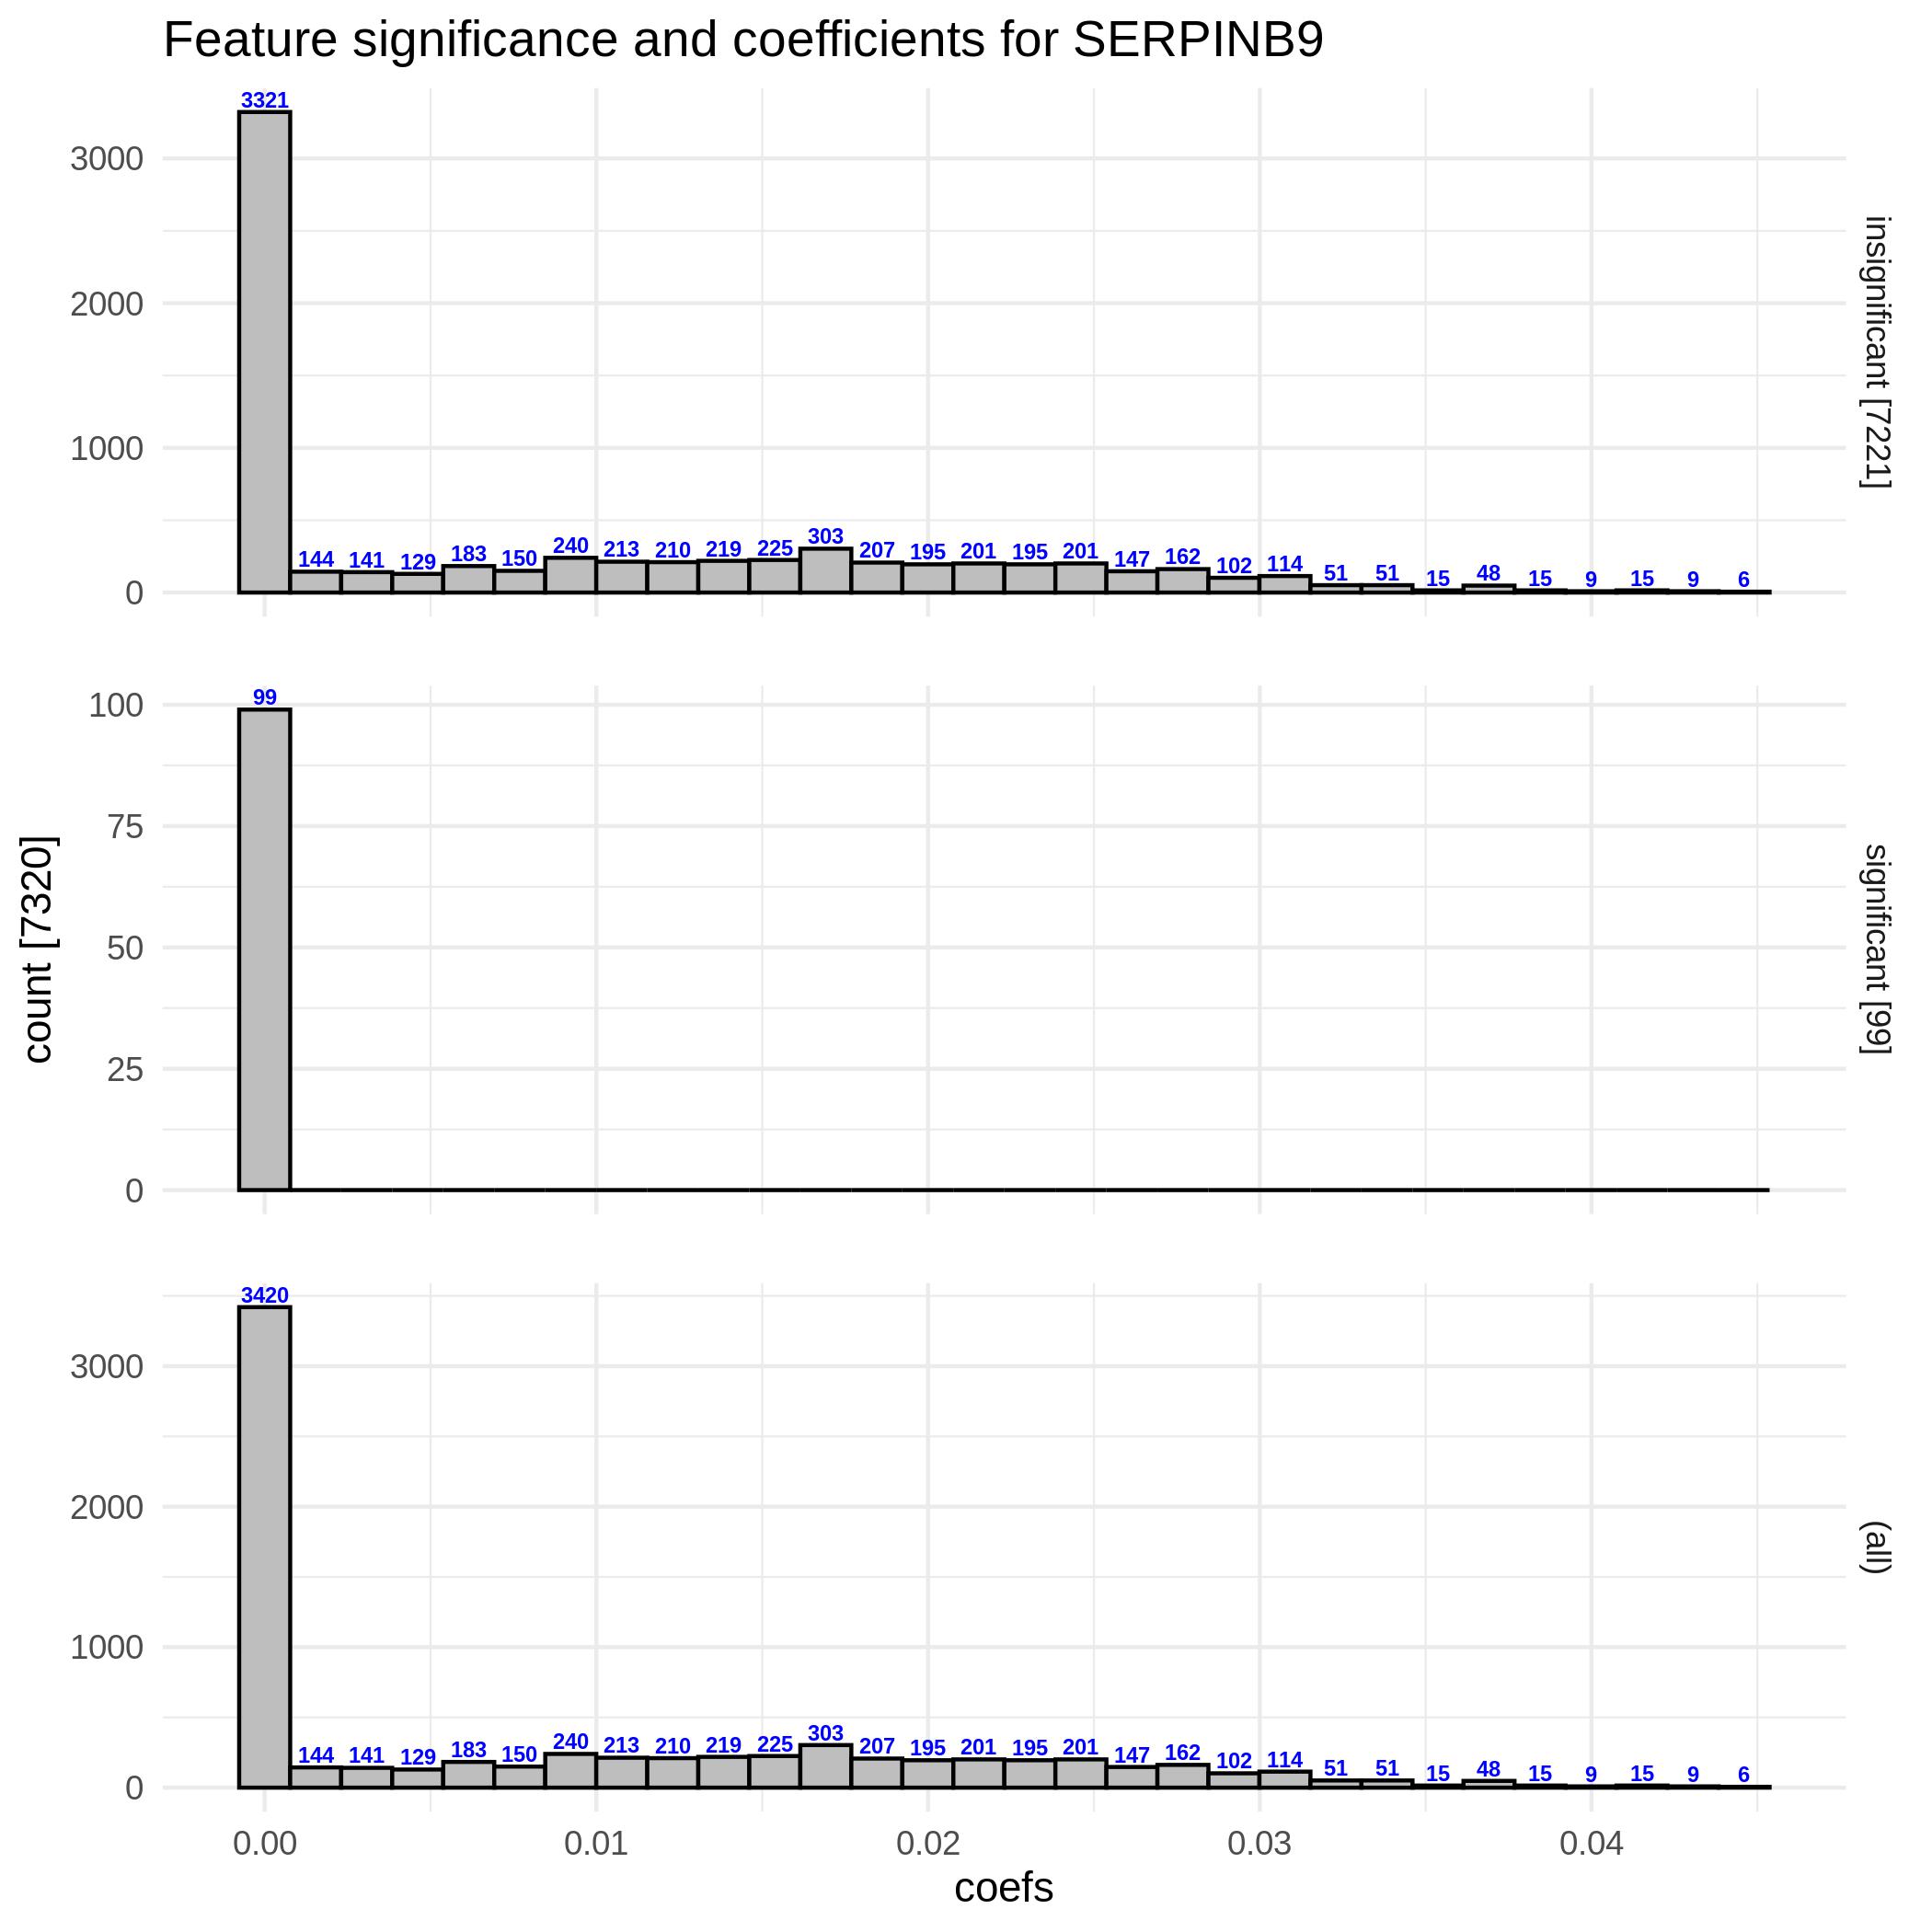 Feature significance and coefficients for SERPINB9
3321
3000
2000
1000
0
144 141 129 183 150 240 213 210 219 225 303 207 195 201 195 201 147 162 102 114 51 51 15 48 15 9 15 9 6
insignificant [7221]
count [7320]
99
100
75
50
25
0
significant [99]
3420
3000
2000
1000
0
144 141 129 183 150 240 213 210 219 225 303 207 195 201 195 201 147 162 102 114 51 51 15 48 15 9 15 9 6
(all)
0.00 0.01 0.02 0.03 0.04
coefs